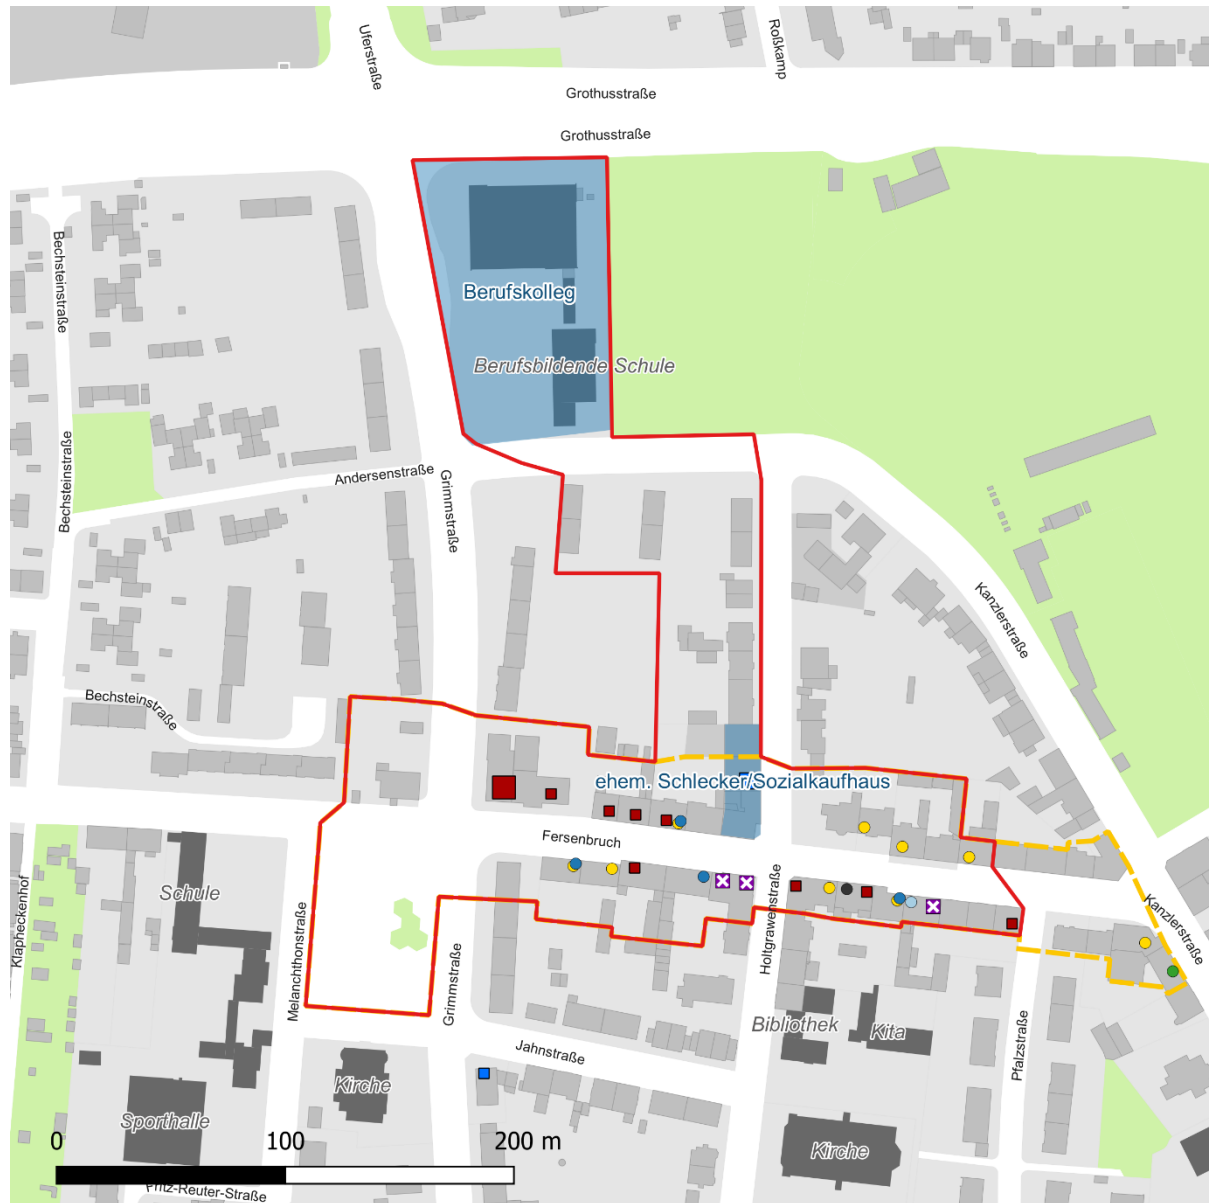 Uferstraße
Roßkamp
Grothusstraße
Grothusstraße
Bechsteinstraße
Berufskolleg
Berufsbildende Schule
Bechsteinstraße
Andersenstraße
Grimmstraße
Kanzlerstraße
Bechsteinstraße
ehem. Schlecker/Sozialkaufhaus
Fersenbruch
Schule
Klapheckenhof
Melanchthonstraße
Grimmstraße
Holtgrawenstraße
Kanzlerstraße
Bibliothek
Kita
Pfalzstraße
Jahnstraße
Kirche
Sporthalle
Kirche
0 100 200 m
Fritz-Reuter-Straße